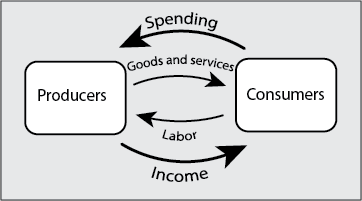 Spending
Goods and services
Producers
Consumers
Labor
Income